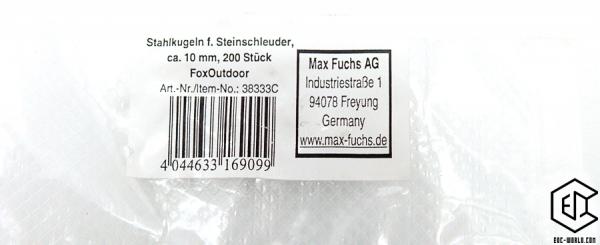 Stahlkugeln f. Steinschleuder,
ca. 10 mm, 200 Stück
FoxOutdoor
Art.-Nr./Item-No.: 38333C
4 044633 169099
Max Fuchs AG
Industriestraße 1
94078 Freyung
Germany
www.max-fuchs.de
EOC-WORLD.COM